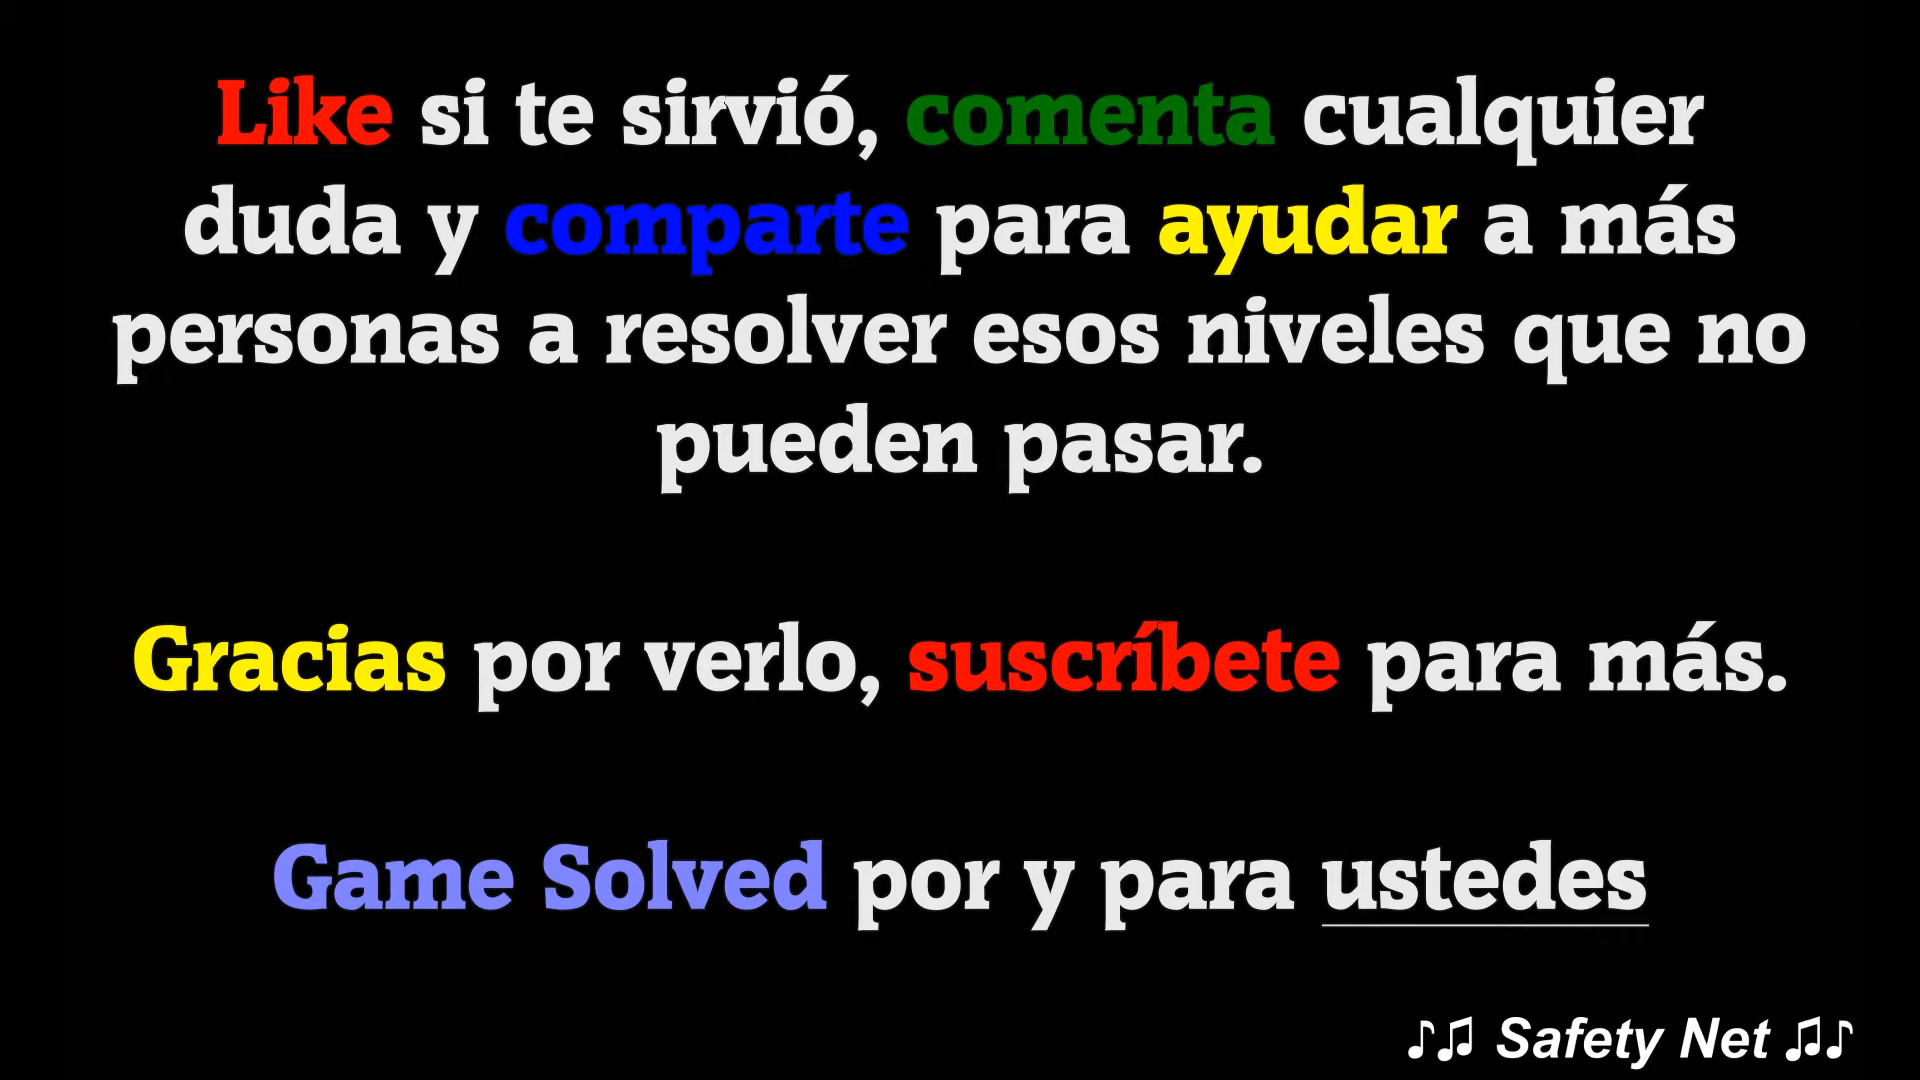 Like si te sirvió, comenta cualquier
duda y comparte para ayudar a más
personas a resolver esos niveles que no
pueden pasar.
Gracias por verlo, suscríbete para más.
Game Solved por y para ustedes
♪♫ Safety Net ♫♪